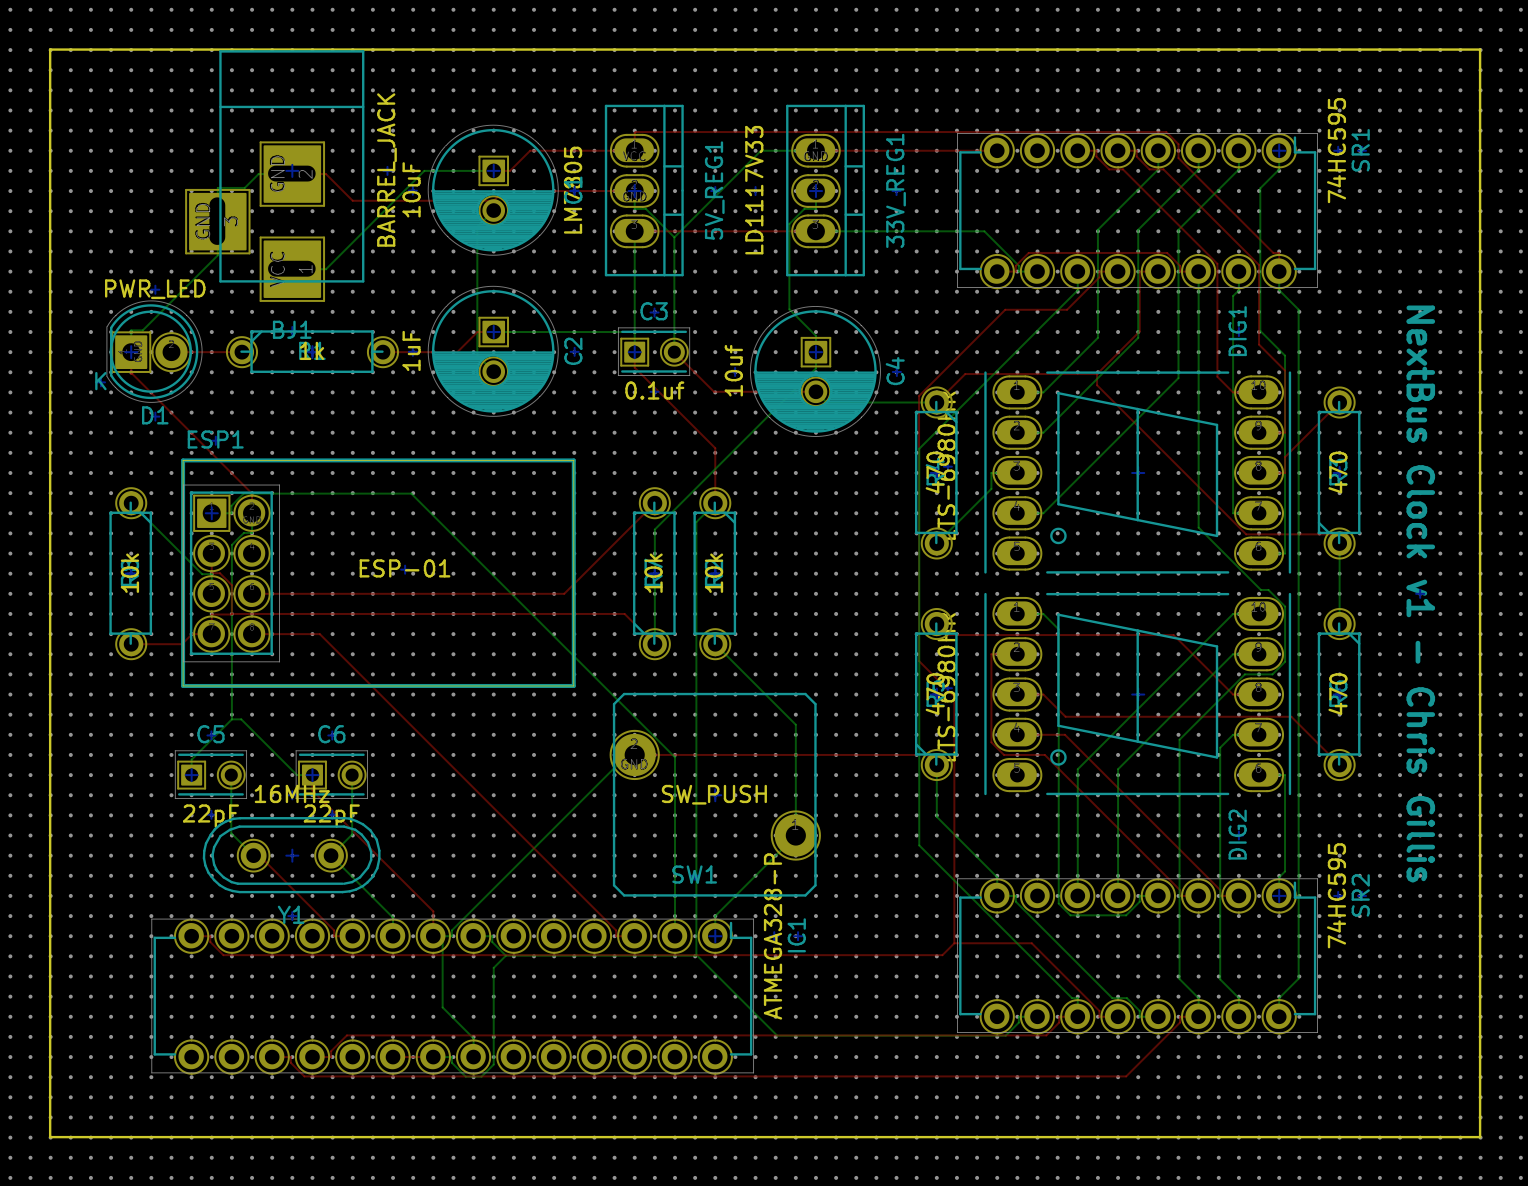 BARREL_JACK
GND
2
GND
3
VCC
1
BJ1
PWR_LED
K
D1
1k
10uF
1uF
C2
LM7805
5V_REG1
VCC
GND
LD1117V33
33V_REG1
GND
C3
0.1uf
10uf
C4
74HC595
SR1
ESP1
ESP-01
10k
10k
10k
DIG1
470
470
LTS-6980HR
NextBus Clock v1 - Chris Gillis
470
470
LTS-6980HR
DIG2
C5
22pF
C6
22pF
16MHz
Y1
2
GND
SW_PUSH
1
SW1
ATMEGA328-P
IC1
74HC595
SR2